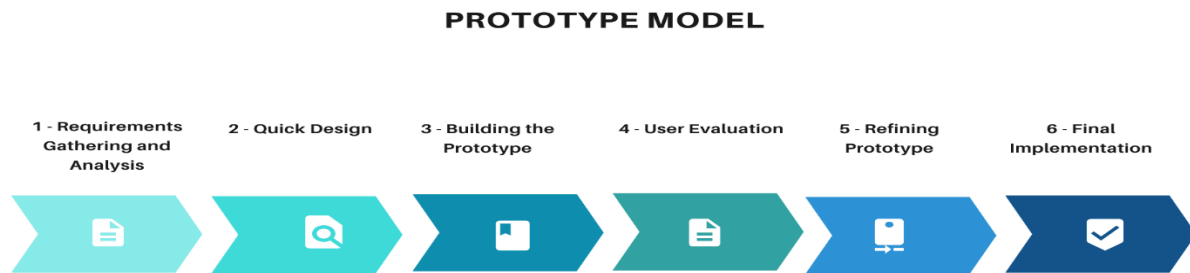 PROTOTYPE MODEL
1 - Requirements
Gathering and
Analysis
2 - Quick Design
3 - Building the
Prototype
4 - User Evaluation
5 - Refining
Prototype
6 - Final
Implementation